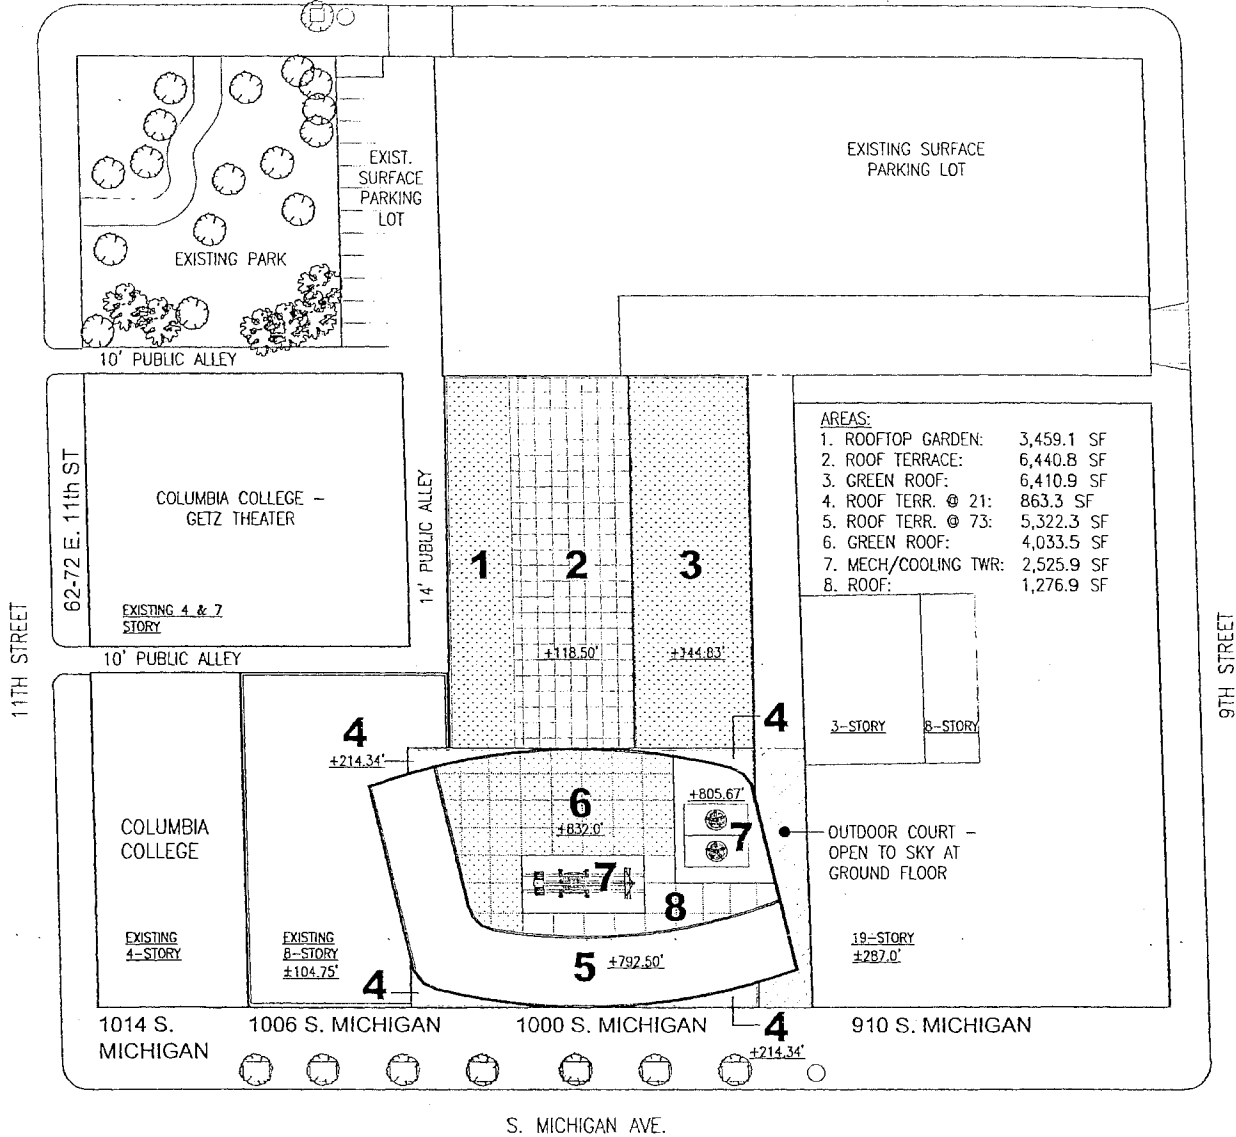 EXISTING SURFACE
PARKING LOT
EXIST.
SURFACE
PARKING
LOT
EXISTING PARK
10' PUBLIC ALLEY
AREAS:
1. ROOFTOP GARDEN: 3,459.1 SF
2. ROOF TERRACE: 6,440.8 SF
3. GREEN ROOF: 6,410.9 SF
4. ROOF TERR. @ 21: 863.3 SF
5. ROOF TERR. @ 73: 5,322.3 SF
6. GREEN ROOF: 4,033.5 SF
7. MECH/COOLING TWR: 2,525.9 SF
8. ROOF: 1,276.9 SF
62-72 E. 11th ST
COLUMBIA COLLEGE –
GETZ THEATER
EXISTING 4 & 7
STORY
14' PUBLIC ALLEY
1
2
3
+118.50'
+144.83'
10' PUBLIC ALLEY
11TH STREET
9TH STREET
4
+214.34'
4
3-STORY
8-STORY
6
+832.0'
+805.67'
7
7
8
OUTDOOR COURT –
OPEN TO SKY AT
GROUND FLOOR
COLUMBIA
COLLEGE
EXISTING
4-STORY
EXISTING
8-STORY
±104.75'
5
+792.50'
19-STORY
±287.0'
4
4
+214.34'
1014 S.
MICHIGAN
1006 S. MICHIGAN
1000 S. MICHIGAN
910 S. MICHIGAN
S. MICHIGAN AVE.